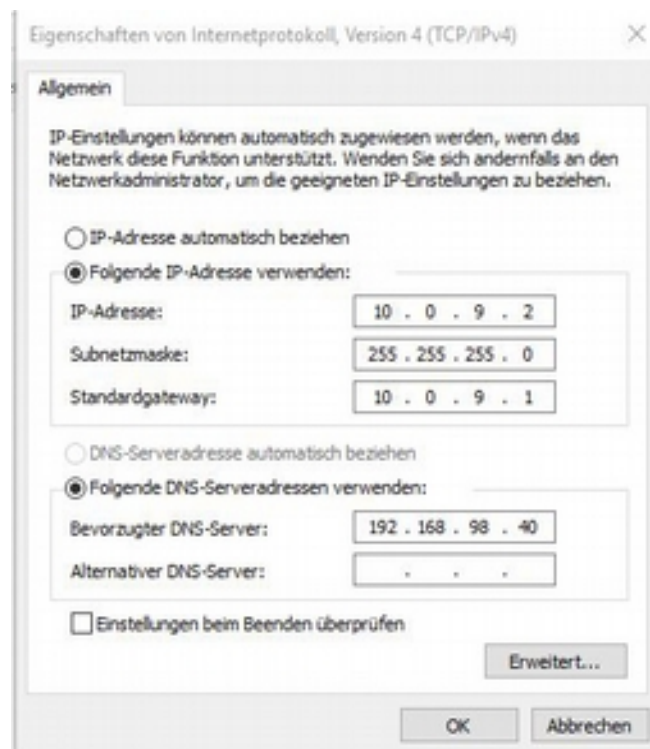 Eigenschaften von Internetprotokoll, Version 4 (TCP/IPv4)
Allgemein
IP-Einstellungen können automatisch zugewiesen werden, wenn das
Netzwerk diese Funktion unterstützt. Wenden Sie sich andernfalls an den
Netzwerkadministrator, um die geeigneten IP-Einstellungen zu beziehen.
IP-Adresse automatisch beziehen
Folgende IP-Adresse verwenden:
IP-Adresse: 10 . 0 . 9 . 2
Subnetzmaske: 255 . 255 . 255 . 0
Standardgateway: 10 . 0 . 9 . 1
DNS-Serveradresse automatisch beziehen
Folgende DNS-Serveradressen verwenden:
Bevorzugter DNS-Server: 192 . 168 . 98 . 40
Alternativer DNS-Server: . . .
Einstellungen beim Beenden überprüfen
Erweitert...
OK Abbrechen